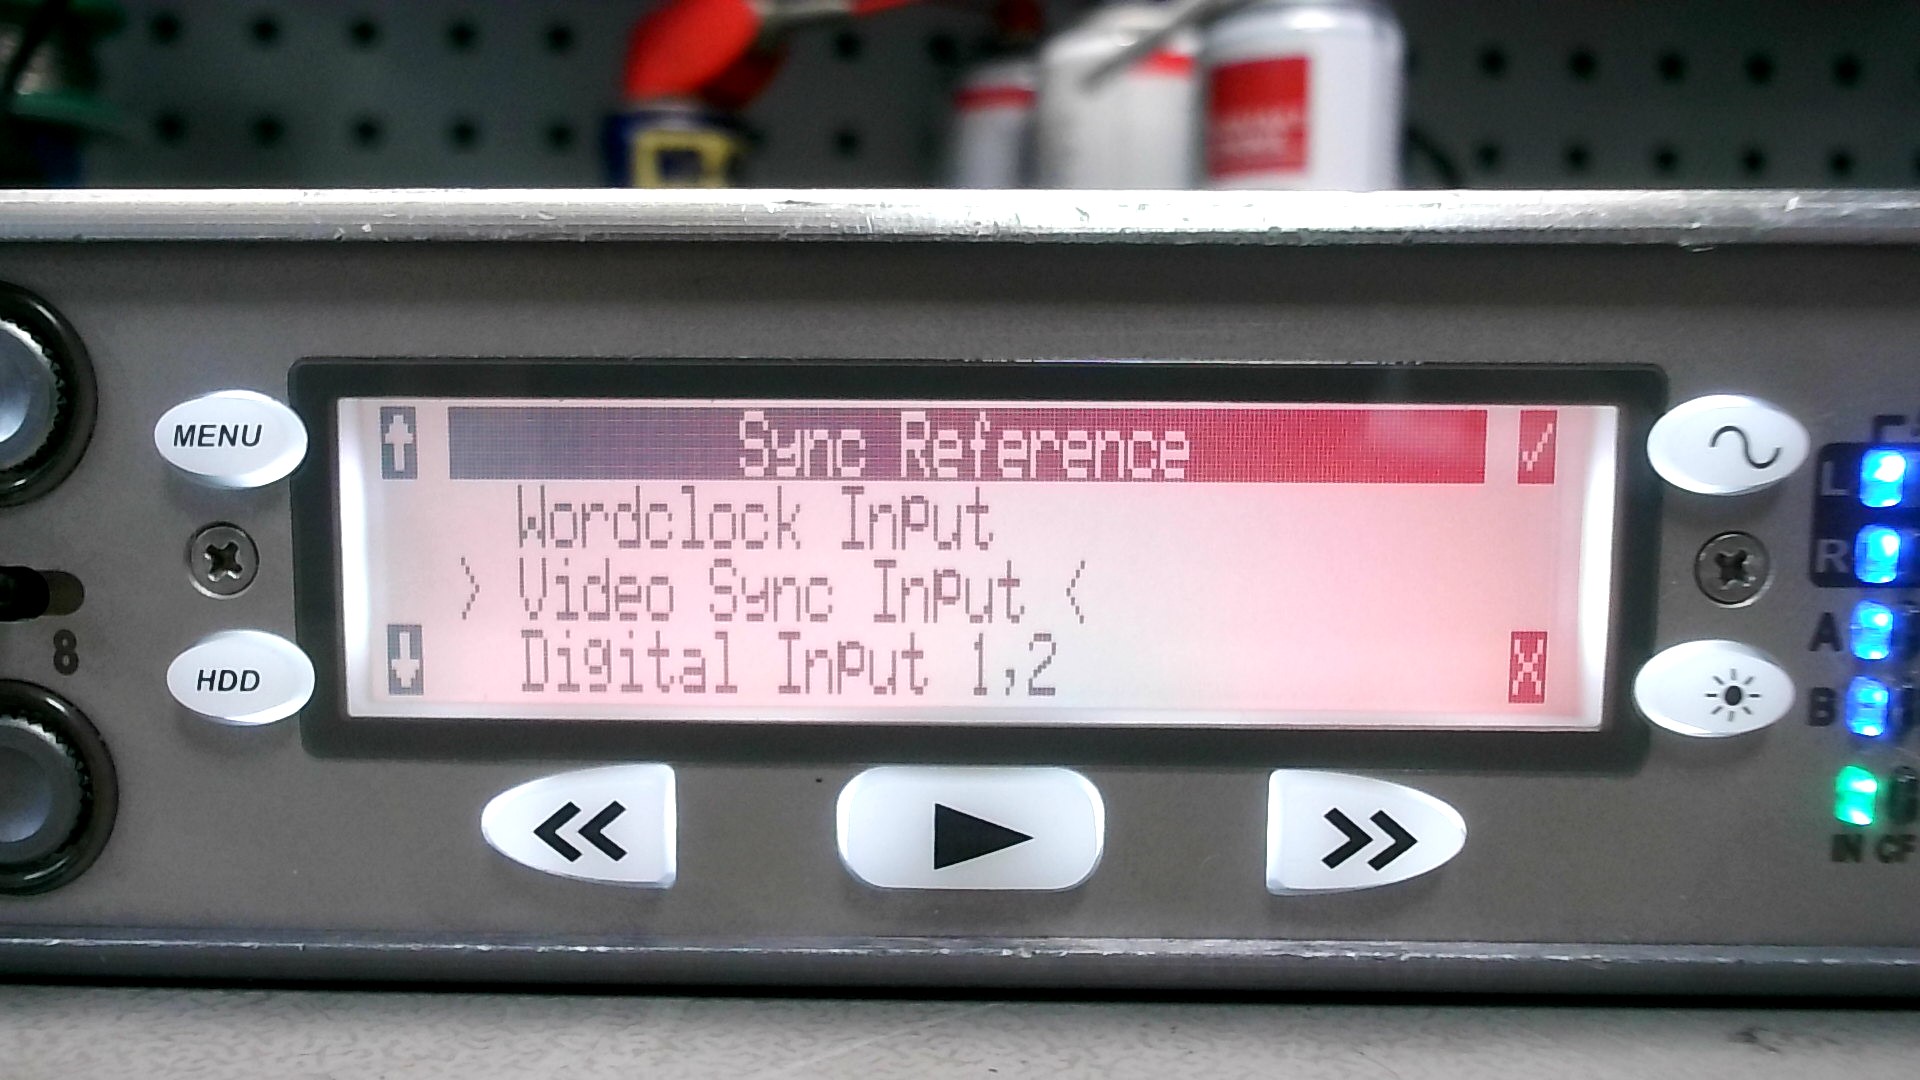 Sync Reference
MENU
Wordclock Input
> Video Sync Input <
L
R
Digital Input 1,2
A
8
HDD
B
IN CF